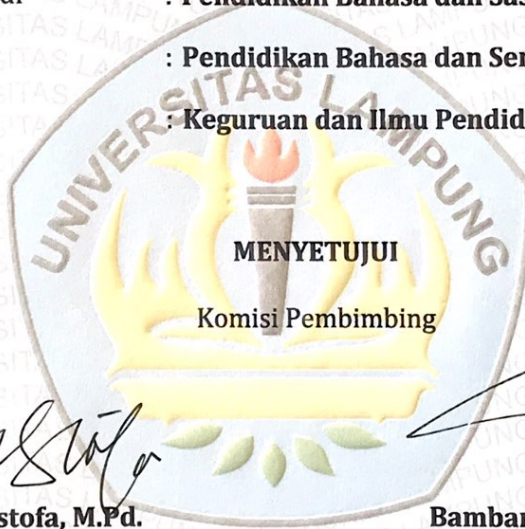 : Pendidikan Bahasa dan Sas
: Pendidikan Bahasa dan Sen
: Keguruan dan Ilmu Pendid
UNIVERSITAS LAMPUNG
MENYETUJUI
Komisi Pembimbing
stofa, M.Pd.
Bamban